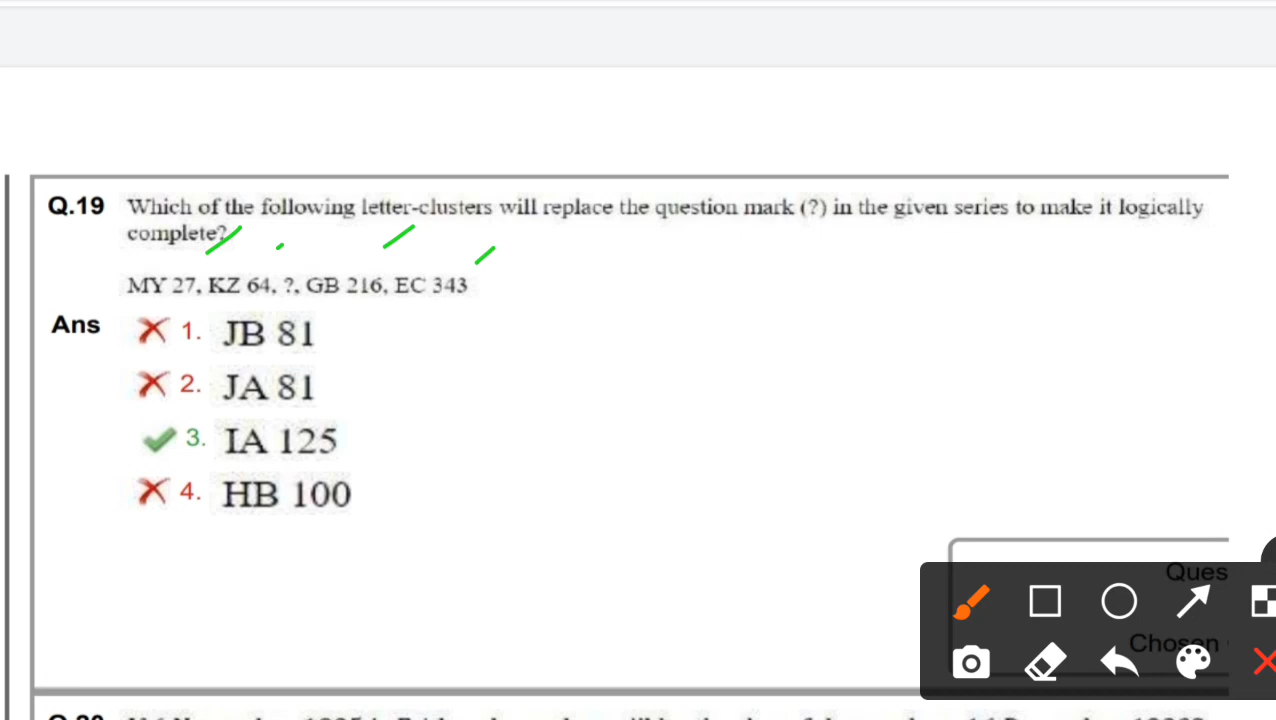 Q.19 Which of the following letter-clusters will replace the question mark (?) in the given series to make it logically
complete?
MY 27, KZ 64, ?, GB 216, EC 343
Ans 1. JB 81
2. JA 81
3. IA 125
4. HB 100
Ques
Chosen